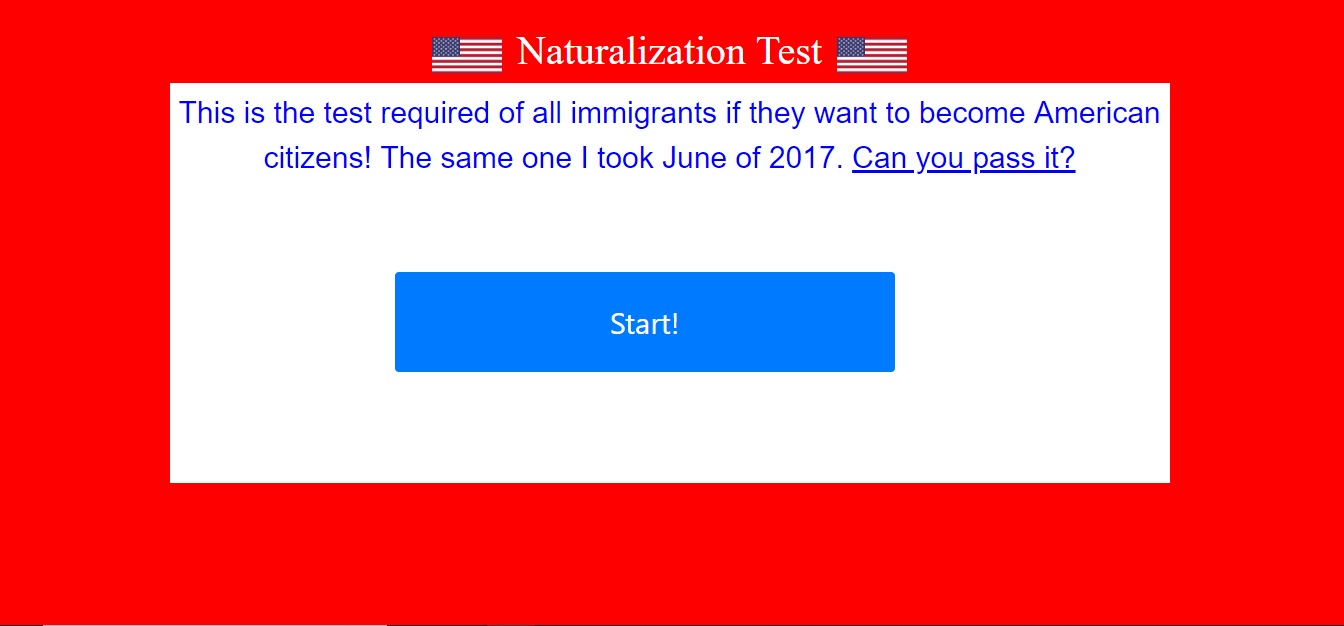 Naturalization Test
This is the test required of all immigrants if they want to become American
citizens! The same one I took June of 2017. Can you pass it?
Start!